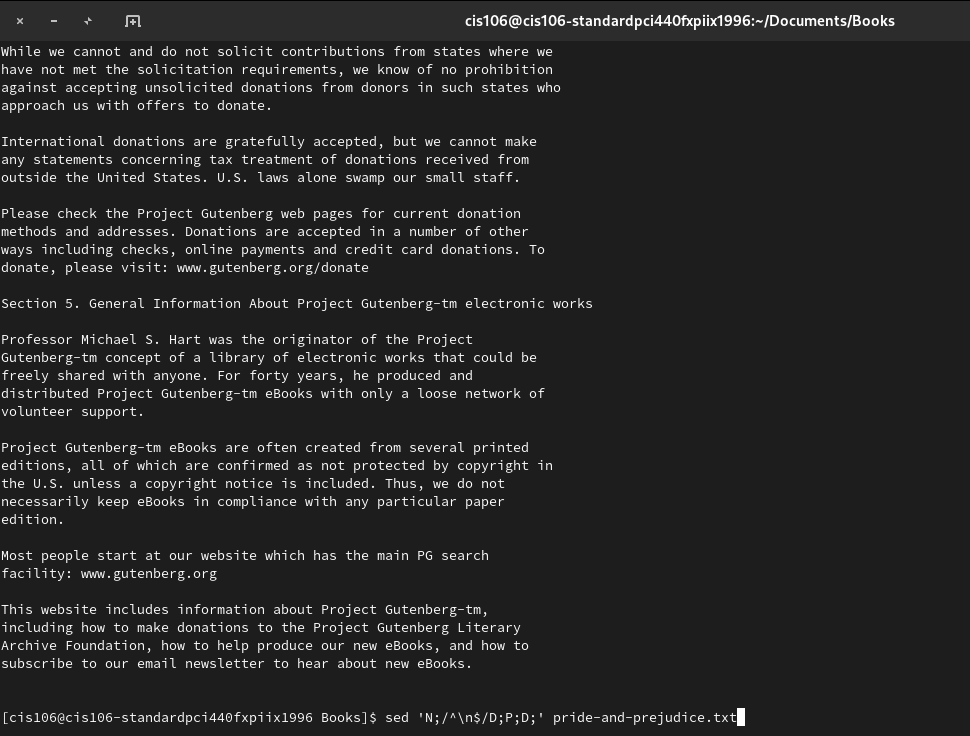 cis106@cis106-standardpci440fxpiix1996:~/Documents/Books
While we cannot and do not solicit contributions from states where we
have not met the solicitation requirements, we know of no prohibition
against accepting unsolicited donations from donors in such states who
approach us with offers to donate.
International donations are gratefully accepted, but we cannot make
any statements concerning tax treatment of donations received from
outside the United States. U.S. laws alone swamp our small staff.
Please check the Project Gutenberg web pages for current donation
methods and addresses. Donations are accepted in a number of other
ways including checks, online payments and credit card donations. To
donate, please visit: www.gutenberg.org/donate
Section 5. General Information About Project Gutenberg-tm electronic works
Professor Michael S. Hart was the originator of the Project
Gutenberg-tm concept of a library of electronic works that could be
freely shared with anyone. For forty years, he produced and
distributed Project Gutenberg-tm eBooks with only a loose network of
volunteer support.
Project Gutenberg-tm eBooks are often created from several printed
editions, all of which are confirmed as not protected by copyright in
the U.S. unless a copyright notice is included. Thus, we do not
necessarily keep eBooks in compliance with any particular paper
edition.
Most people start at our website which has the main PG search
facility: www.gutenberg.org
This website includes information about Project Gutenberg-tm,
including how to make donations to the Project Gutenberg Literary
Archive Foundation, how to help produce our new eBooks, and how to
subscribe to our email newsletter to hear about new eBooks.
[cis106@cis106-standardpci440fxpiix1996 Books]$ sed 'N;/^\n$/D;P;D;' pride-and-prejudice.txt